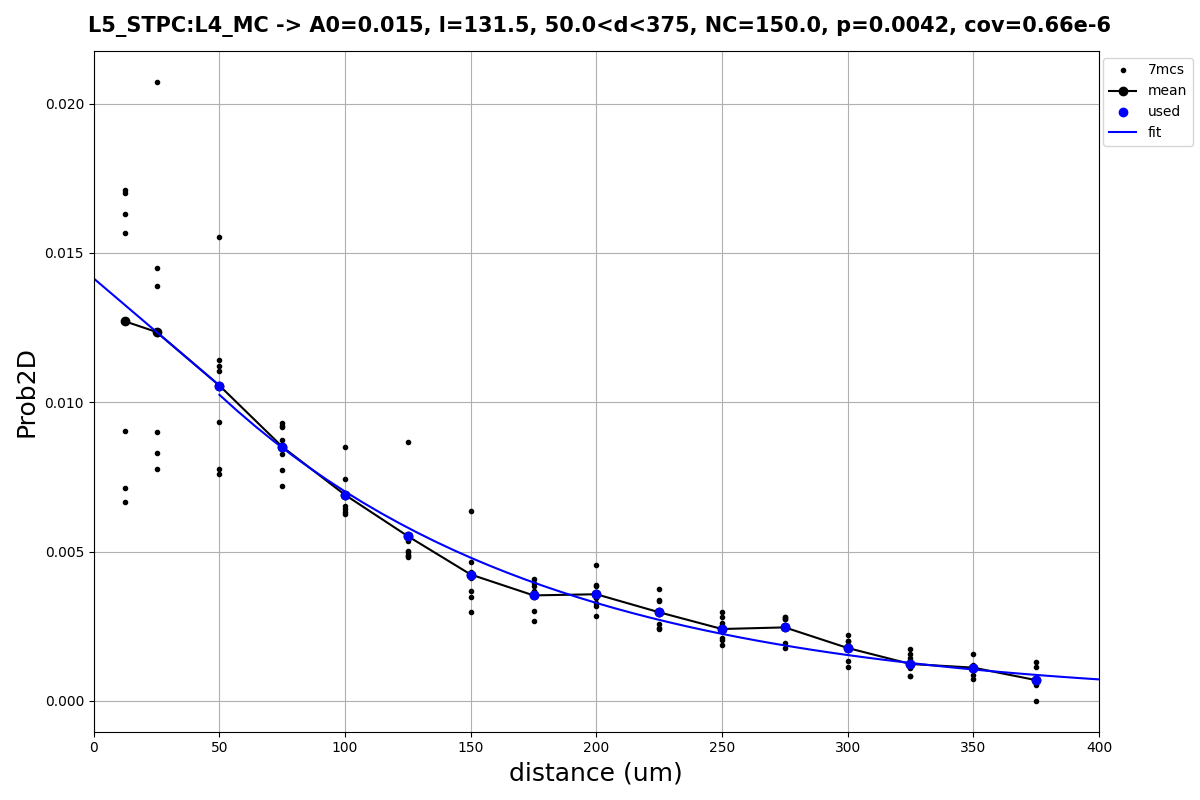 L5_STPC:L4_MC -> A0=0.015, l=131.5, 50.0<d<375, NC=150.0, p=0.0042, cov=0.66e-6
7mcs
mean
used
fit
0.020
0.015
0.010
0.005
0.000
Prob2D
0 50 100 150 200 250 300 350 400
distance (um)